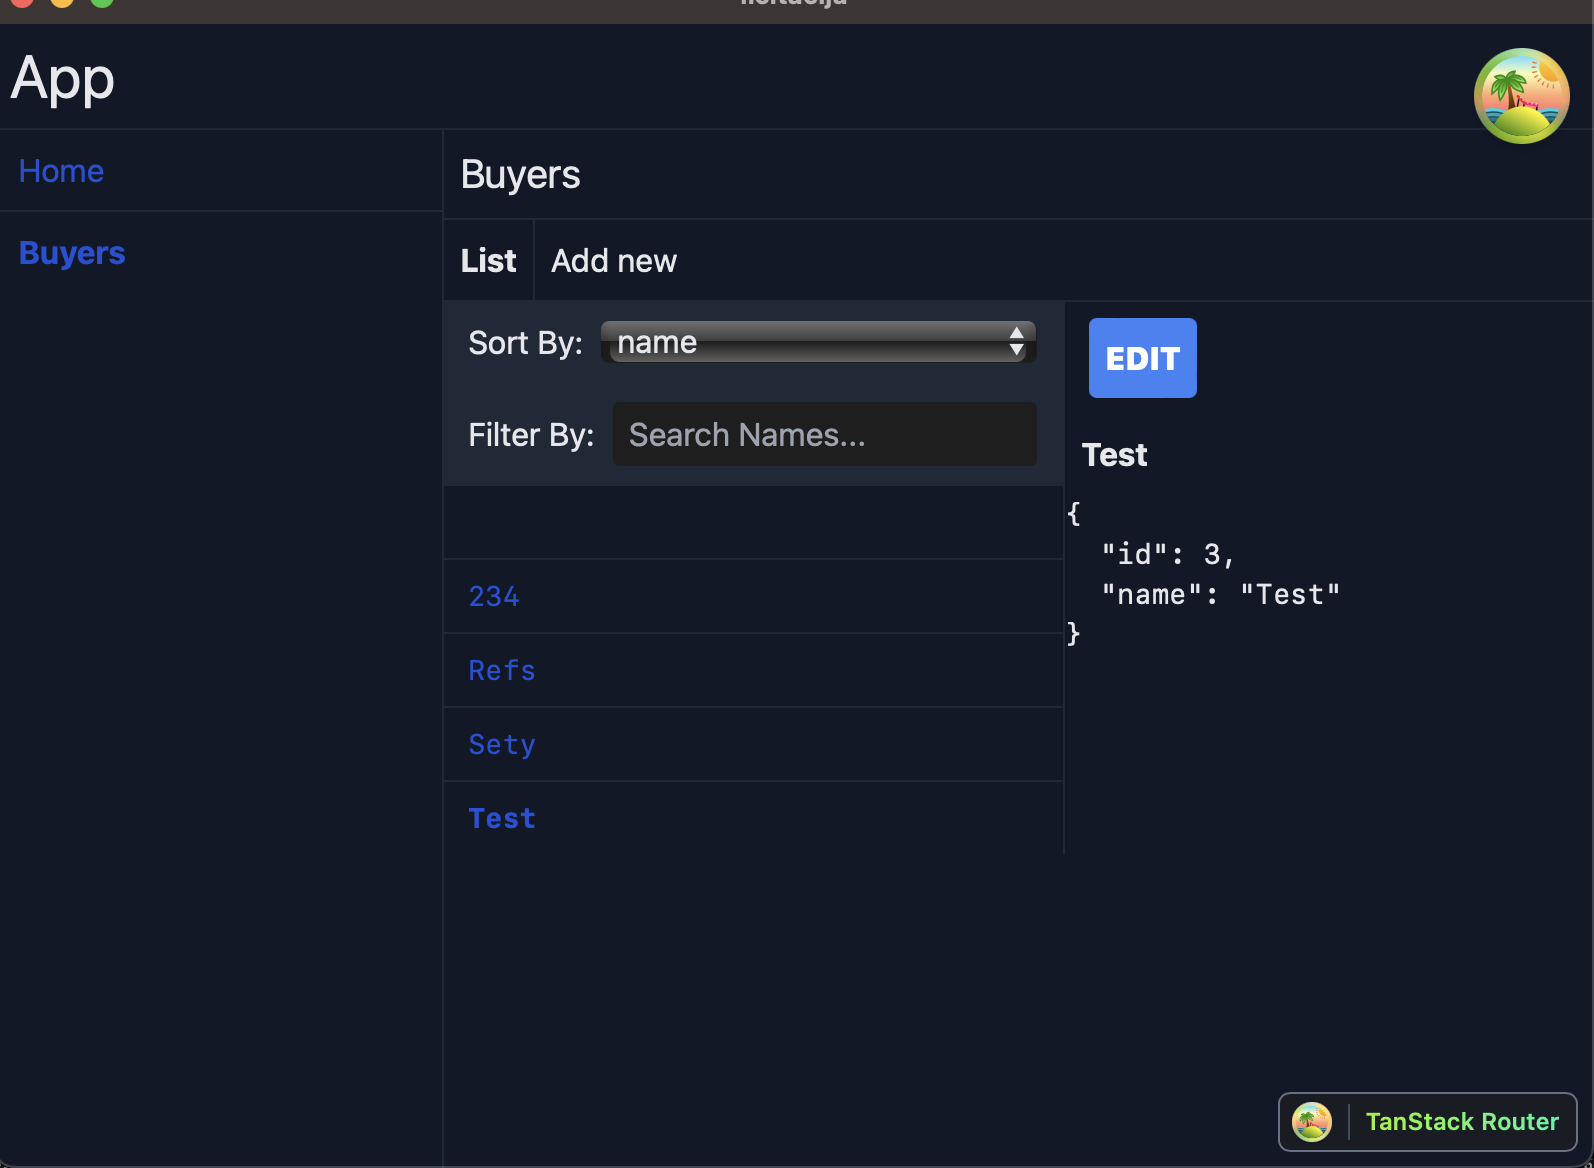 App
Home
Buyers
Buyers
List
Add new
Sort By:
name
Filter By:
Search Names...
234
Refs
Sety
Test
EDIT
Test
{
"id": 3,
"name": "Test"
}
TanStack Router